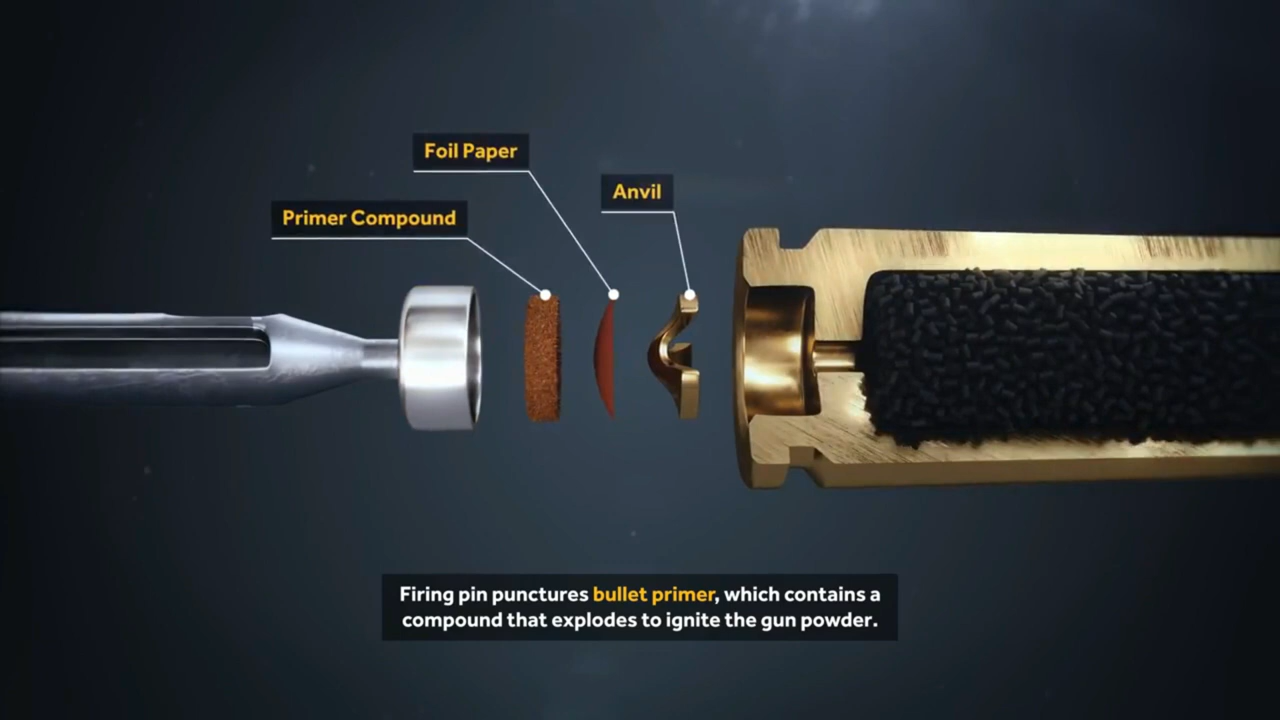 Foil Paper
Anvil
Primer Compound
Firing pin punctures bullet primer, which contains a
compound that explodes to ignite the gun powder.